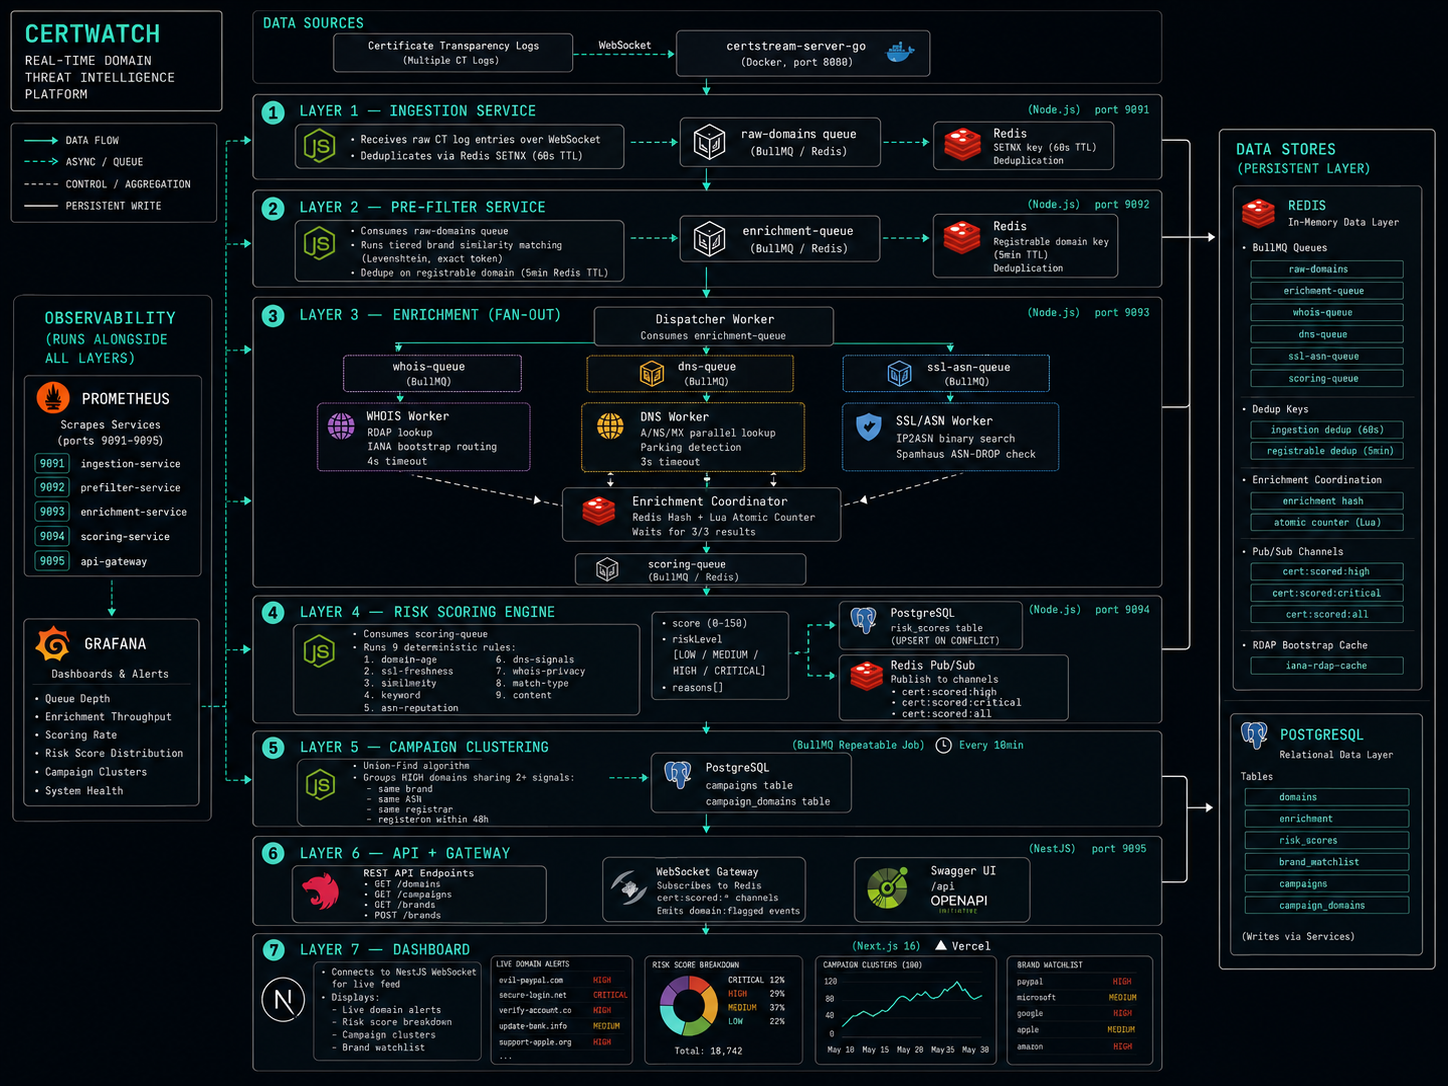 CERTWATCH
REAL-TIME DOMAIN
THREAT INTELLIGENCE
PLATFORM
DATA FLOW
ASYNC / QUEUE
CONTROL / AGGREGATION
PERSISTENT WRITE
OBSERVABILITY
(RUNS ALONGSIDE
ALL LAYERS)
PROMETHEUS
Scrapes Services
(ports 9091-9095)
9091 ingestion-service
9092 prefilter-service
9093 enrichment-service
9094 scoring-service
9095 api-gateway
GRAFANA
Dashboards & Alerts
• Queue Depth
• Enrichment Throughput
• Scoring Rate
• Risk Score Distribution
• Campaign Clusters
• System Health
DATA SOURCES
Certificate Transparency Logs
(Multiple CT Logs)
WebSocket
certstream-server-go
(Docker, port 8080)
1 LAYER 1 — INGESTION SERVICE
(Node.js) port 9091
JS
• Receives raw CT log entries over WebSocket
• Deduplicates via Redis SETNX (60s TTL)
raw-domains queue
(BullMQ / Redis)
Redis
SETNX key (60s TTL)
Deduplication
2 LAYER 2 — PRE-FILTER SERVICE
(Node.js) port 9092
JS
• Consumes raw-domains queue
• Runs tiered brand similarity matching
(Levenshtein, exact token)
• Dedupe on registrable domain (5min Redis TTL)
enrichment-queue
(BullMQ / Redis)
Redis
Registrable domain key
(5min TTL)
Deduplication
3 LAYER 3 — ENRICHMENT (FAN-OUT)
(Node.js) port 9093
Dispatcher Worker
Consumes enrichment-queue
whois-queue
(BullMQ)
dns-queue
(BullMQ)
ssl-asn-queue
(BullMQ)
WHOIS Worker
RDAP lookup
IANA bootstrap routing
4s timeout
DNS Worker
A/NS/MX parallel lookup
Parking detection
3s timeout
SSL/ASN Worker
IP2ASN binary search
Spamhaus ASN-DROP check
Enrichment Coordinator
Redis Hash + Lua Atomic Counter
Waits for 3/3 results
scoring-queue
(BullMQ / Redis)
4 LAYER 4 — RISK SCORING ENGINE
(Node.js) port 9094
JS
• Consumes scoring-queue
• Runs 9 deterministic rules:
1. domain-age
2. ssl-freshness
3. similmeity
4. keyword
5. asn-reputation
6. dns-signals
7. whois-privacy
8. match-type
9. content
• score (0-150)
• riskLevel
[LOW / MEDIUM /
HIGH / CRITICAL]
• reasons[]
PostgreSQL
risk_scores table
(UPSERT ON CONFLICT)
Redis Pub/Sub
Publish to channels
• cert:scored:high
• cert:scored:critical
• cert:scored:all
5 LAYER 5 — CAMPAIGN CLUSTERING
(BullMQ Repeatable Job) Every 10min
JS
• Union-Find algorithm
• Groups HIGH domains sharing 2+ signals:
- same brand
- same ASN
- same registrar
- registeron within 48h
PostgreSQL
campaigns table
campaign_domains table
6 LAYER 6 — API + GATEWAY
(NestJS) port 9095
REST API Endpoints
• GET /domains
• GET /campaigns
• GET /brands
• POST /brands
WebSocket Gateway
Subscribes to Redis
cert:scored:* channels
Emits domain:flagged events
Swagger UI
/api
OPENAPI
INITIATIVE
7 LAYER 7 — DASHBOARD
(Next.js 16) Vercel
N
• Connects to NestJS WebSocket
for live feed
• Displays:
- Live domain alerts
- Risk score breakdown
- Campaign clusters
- Brand watchlist
LIVE DOMAIN ALERTS
evil-paypal.com HIGH
secure-login.net CRITICAL
verify-account.co HIGH
update-bank.info MEDIUM
support-apple.org HIGH
...
RISK SCORE BREAKDOWN
CRITICAL 12%
HIGH 29%
MEDIUM 37%
LOW 22%
Total: 18,742
CAMPAIGN CLUSTERS (100)
120
80
40
0
May 10 May 15 May 20 May35 May 30
BRAND WATCHLIST
paypal HIGH
microsoft MEDIUM
google HIGH
apple MEDIUM
amazon HIGH
DATA STORES
(PERSISTENT LAYER)
REDIS
In-Memory Data Layer
• BullMQ Queues
raw-domains
erichment-queue
whois-queue
dns-queue
ssl-asn-queue
scoring-queue
• Dedup Keys
ingestion dedup (60s)
registrable dedup (5min)
• Enrichment Coordination
enrichment hash
atomic counter (Lua)
• Pub/Sub Channels
cert:scored:high
cert:scored:critical
cert:scored:all
• RDAP Bootstrap Cache
iana-rdap-cache
POSTGRESQL
Relational Data Layer
Tables
domains
enrichment
risk_scores
brand_watchlist
campaigns
campaign_domains
(Writes via Services)